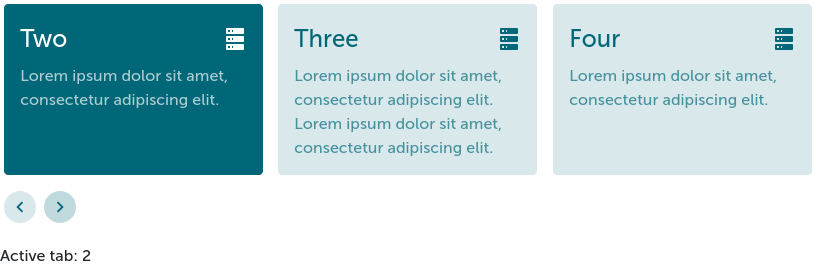 Two
Lorem ipsum dolor sit amet,
consectetur adipiscing elit.
Three
Lorem ipsum dolor sit amet,
consectetur adipiscing elit.
Lorem ipsum dolor sit amet,
consectetur adipiscing elit.
Four
Lorem ipsum dolor sit amet,
consectetur adipiscing elit.
Active tab: 2